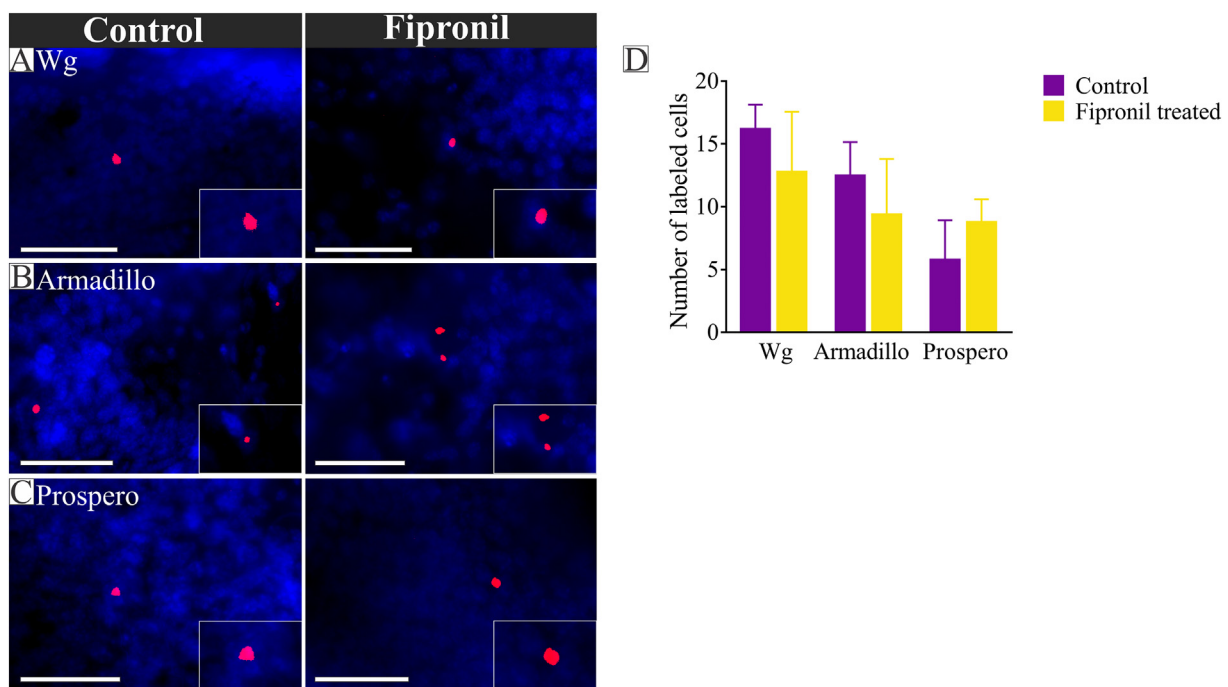 Control
Fipronil
A Wg
B Armadillo
C Prospero
D
Number of labeled cells
20
15
10
5
0
Wg
Armadillo
Prospero
Control
Fipronil treated